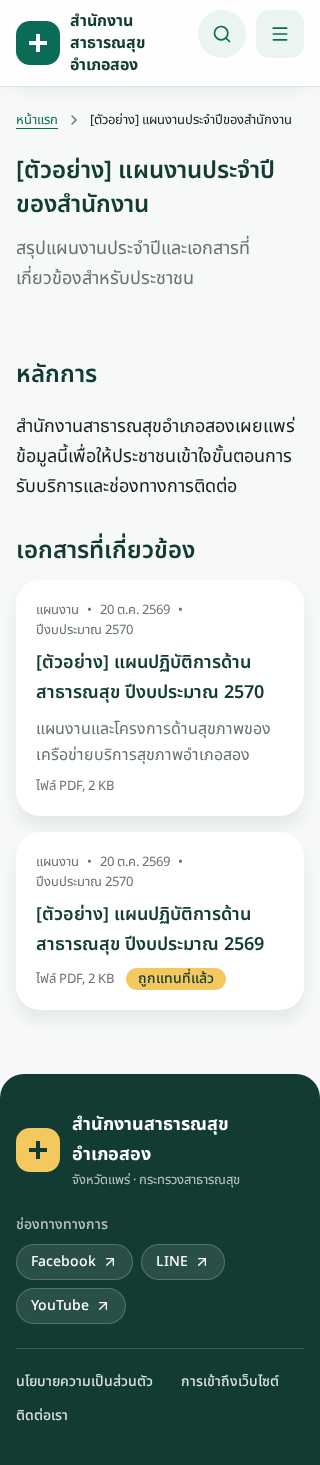 สำนักงาน
สาธารณสุข
อำเภอสอง
หน้าแรก
[ตัวอย่าง] แผนงานประจำปีของสำนักงาน
[ตัวอย่าง] แผนงานประจำปี
ของสำนักงาน
สรุปแผนงานประจำปีและเอกสารที่
เกี่ยวข้องสำหรับประชาชน
หลักการ
สำนักงานสาธารณสุขอำเภอสองเผยแพร่
ข้อมูลนี้เพื่อให้ประชาชนเข้าใจขั้นตอนการ
รับบริการและช่องทางการติดต่อ
เอกสารที่เกี่ยวข้อง
แผนงาน • 20 ต.ค. 2569 •
ปีงบประมาณ 2570
[ตัวอย่าง] แผนปฏิบัติการด้าน
สาธารณสุข ปีงบประมาณ 2570
แผนงานและโครงการด้านสุขภาพของ
เครือข่ายบริการสุขภาพอำเภอสอง
ไฟล์ PDF, 2 KB
แผนงาน • 20 ต.ค. 2569 •
ปีงบประมาณ 2570
[ตัวอย่าง] แผนปฏิบัติการด้าน
สาธารณสุข ปีงบประมาณ 2569
ไฟล์ PDF, 2 KB ถูกแทนที่แล้ว
สำนักงานสาธารณสุข
อำเภอสอง
จังหวัดแพร่ · กระทรวงสาธารณสุข
ช่องทางทางการ
Facebook LINE
YouTube
นโยบายความเป็นส่วนตัว การเข้าถึงเว็บไซต์
ติดต่อเรา